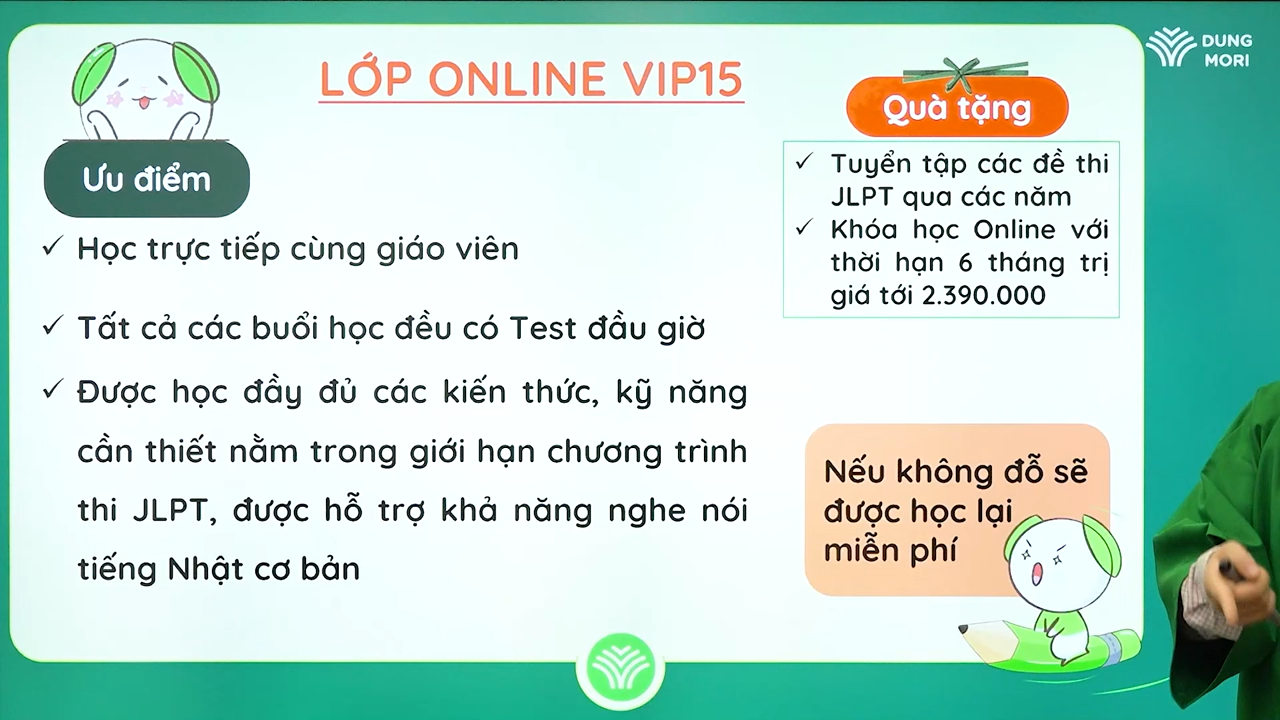 LỚP ONLINE VIP15
DUNG
MORI
Ưu điểm
Học trực tiếp cùng giáo viên
Tất cả các buổi học đều có Test đầu giờ
Được học đầy đủ các kiến thức, kỹ năng
cần thiết nằm trong giới hạn chương trình
thi JLPT, được hỗ trợ khả năng nghe nói
tiếng Nhật cơ bản
Quà tặng
Tuyển tập các đề thi
JLPT qua các năm
Khóa học Online với
thời hạn 6 tháng trị
giá tới 2.390.000
Nếu không đỗ sẽ
được học lại
miễn phí